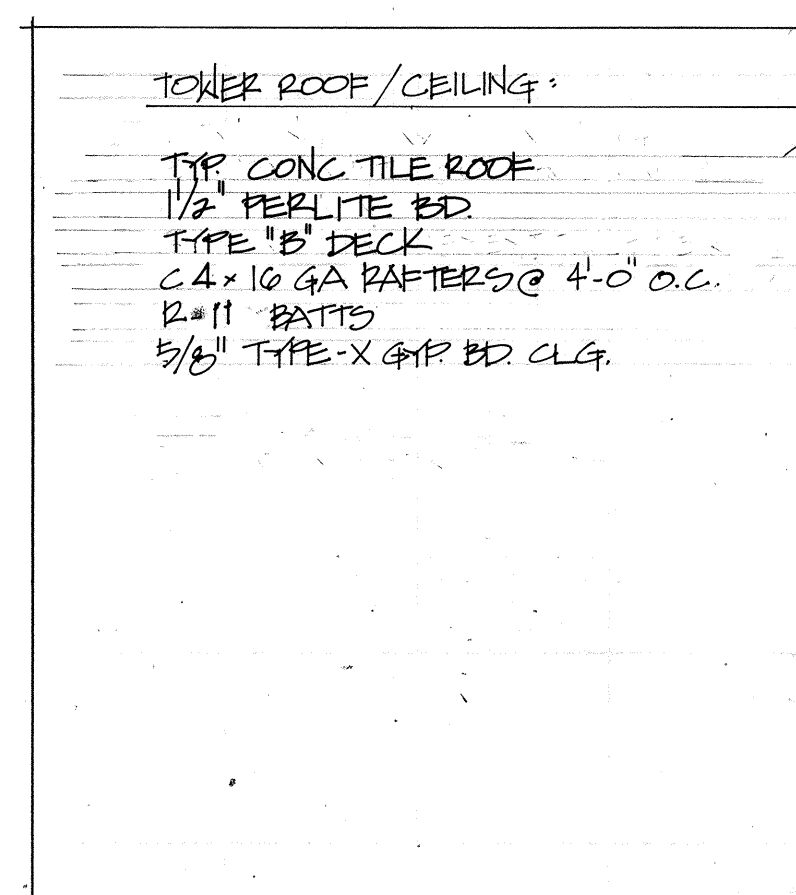 TOWER ROOF/CEILING:
TYP. CONC TILE ROOF
1 1/2" PERLITE BD.
TYPE "B" DECK
C 4 x 16 GA RAFTERS @ 4'-0" O.C.
R-11 BATTS
5/8" TYPE-X GYP. BD. CLG.